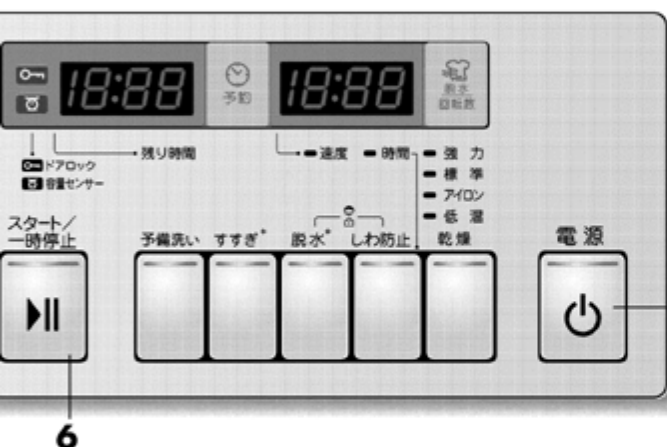 18:88
予約
18:88
脱水
回転数
残り時間
速度
時間
強 力
標 準
アイロン
低 温
ドアロック
容量センサー
スタート/
一時停止
予備洗い
すすぎ*
脱水*
しわ防止
乾燥
電源
6